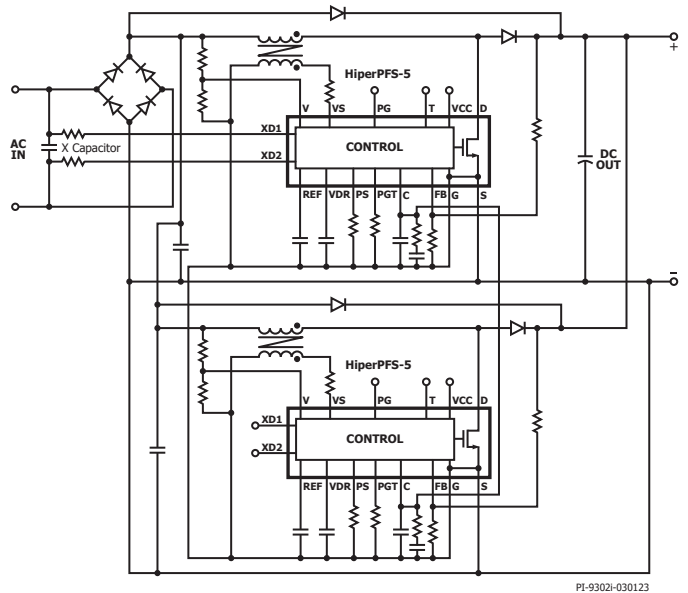 +
HiperPFS-5
V VS PG T VCC D
XD1
AC
IN
X Capacitor
CONTROL
DC
OUT
XD2
REF VDR PS PGT C FB G S
–
HiperPFS-5
V VS PG T VCC D
XD1
CONTROL
XD2
REF VDR PS PGT C FB G S
PI-9302i-030123